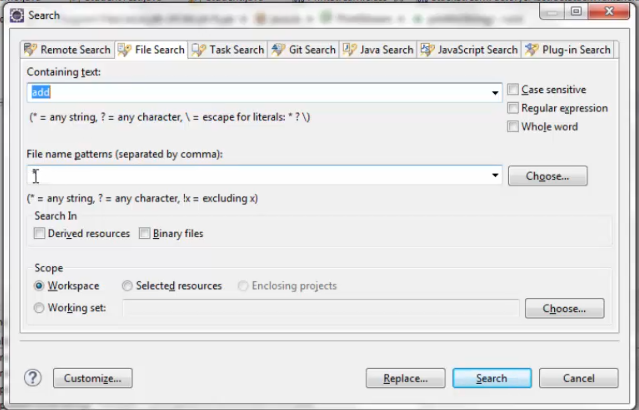 Search
Remote Search File Search Task Search Git Search Java Search JavaScript Search Plug-in Search
Containing text:
add
Case sensitive
(* = any string, ? = any character, \ = escape for literals: * ? \)
Regular expression
Whole word
File name patterns (separated by comma):
Choose...
(* = any string, ? = any character, !x = excluding x)
Search In
Derived resources Binary files
Scope
Workspace Selected resources Enclosing projects
Working set: Choose...
? Customize... Replace... Search Cancel